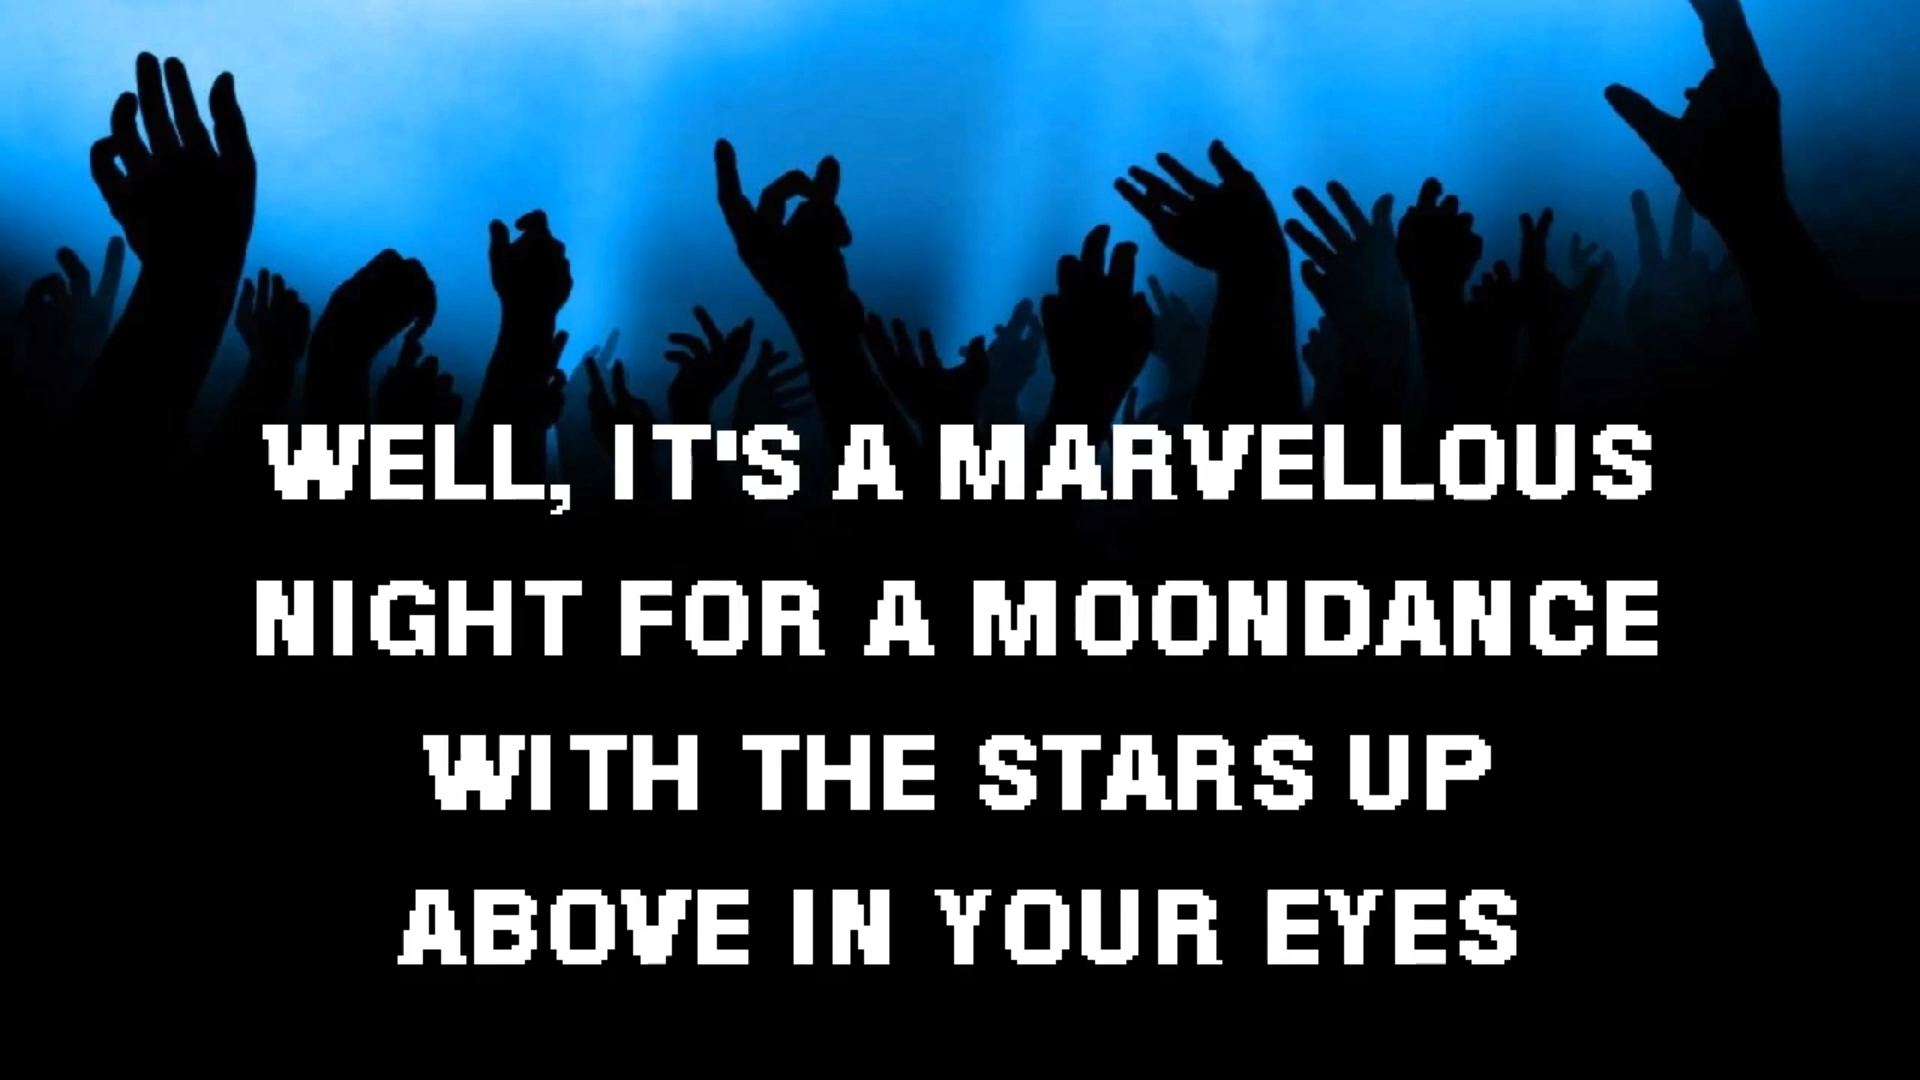 WELL, IT'S A MARVELLOUS
NIGHT FOR A MOONDANCE
WITH THE STARS UP
ABOVE IN YOUR EYES